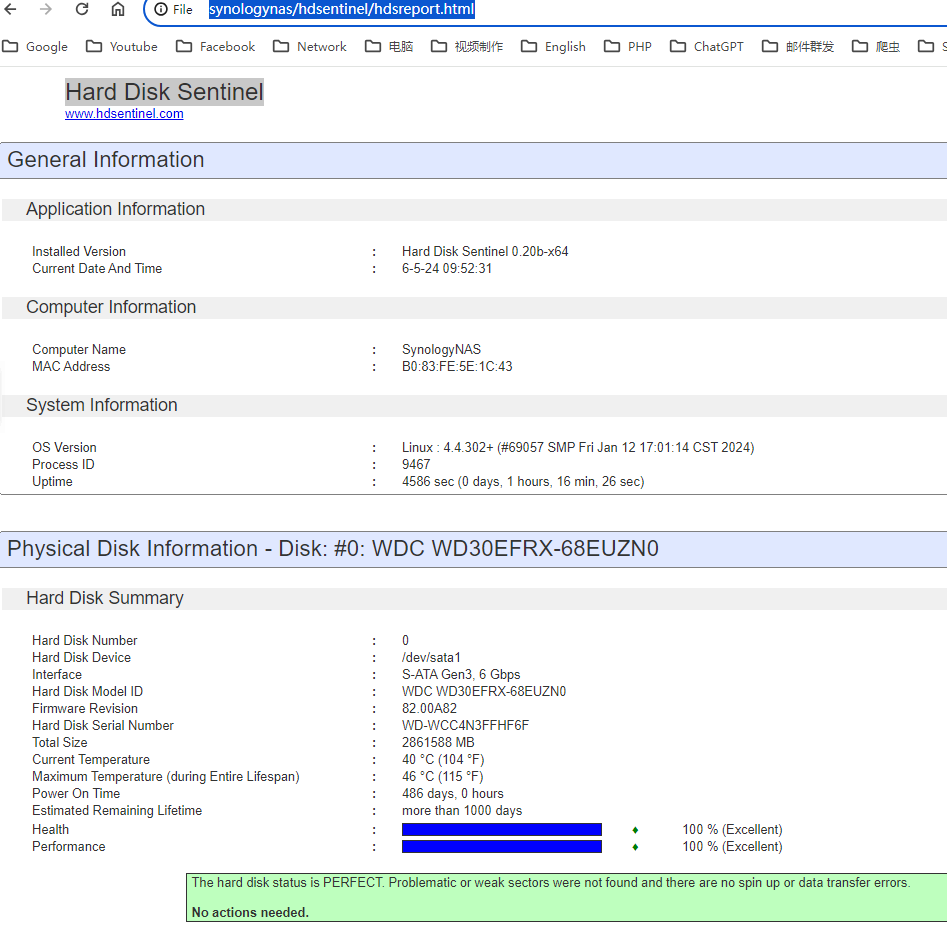 File synologynas/hdsentinel/hdsreport.html
Google Youtube Facebook Network 电脑 视频制作 English PHP ChatGPT 邮件群发 爬虫
Hard Disk Sentinel
www.hdsentinel.com
General Information
Application Information
Installed Version : Hard Disk Sentinel 0.20b-x64
Current Date And Time : 6-5-24 09:52:31
Computer Information
Computer Name : SynologyNAS
MAC Address : B0:83:FE:5E:1C:43
System Information
OS Version : Linux : 4.4.302+ (#69057 SMP Fri Jan 12 17:01:14 CST 2024)
Process ID : 9467
Uptime : 4586 sec (0 days, 1 hours, 16 min, 26 sec)
Physical Disk Information - Disk: #0: WDC WD30EFRX-68EUZN0
Hard Disk Summary
Hard Disk Number : 0
Hard Disk Device : /dev/sata1
Interface : S-ATA Gen3, 6 Gbps
Hard Disk Model ID : WDC WD30EFRX-68EUZN0
Firmware Revision : 82.00A82
Hard Disk Serial Number : WD-WCC4N3FFHF6F
Total Size : 2861588 MB
Current Temperature : 40 °C (104 °F)
Maximum Temperature (during Entire Lifespan) : 46 °C (115 °F)
Power On Time : 486 days, 0 hours
Estimated Remaining Lifetime : more than 1000 days
Health : 100 % (Excellent)
Performance : 100 % (Excellent)
The hard disk status is PERFECT. Problematic or weak sectors were not found and there are no spin up or data transfer errors.
No actions needed.